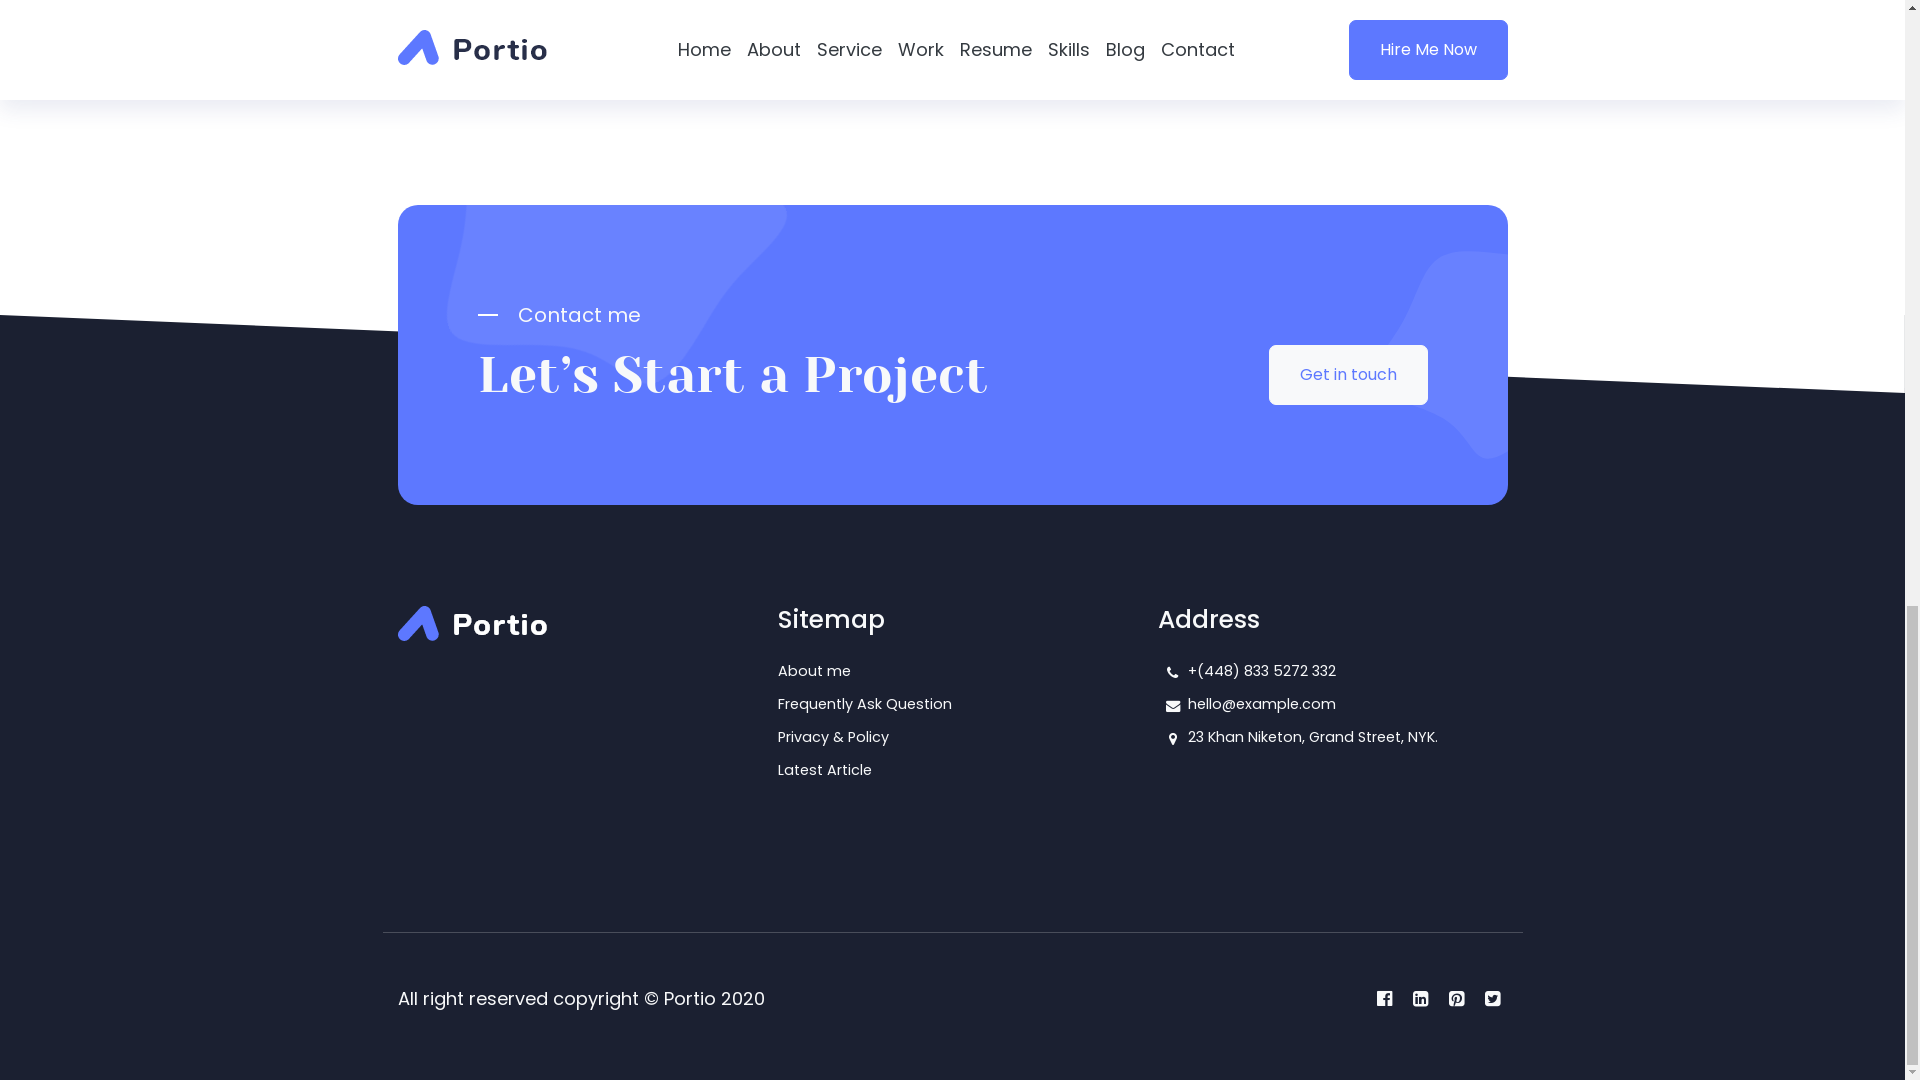 Portio
Home About Service Work Resume Skills Blog Contact
Hire Me Now
Contact me
Let’s Start a Project
Get in touch
Portio
Sitemap
About me
Frequently Ask Question
Privacy & Policy
Latest Article
Address
+(448) 833 5272 332
hello@example.com
23 Khan Niketon, Grand Street, NYK.
All right reserved copyright © Portio 2020